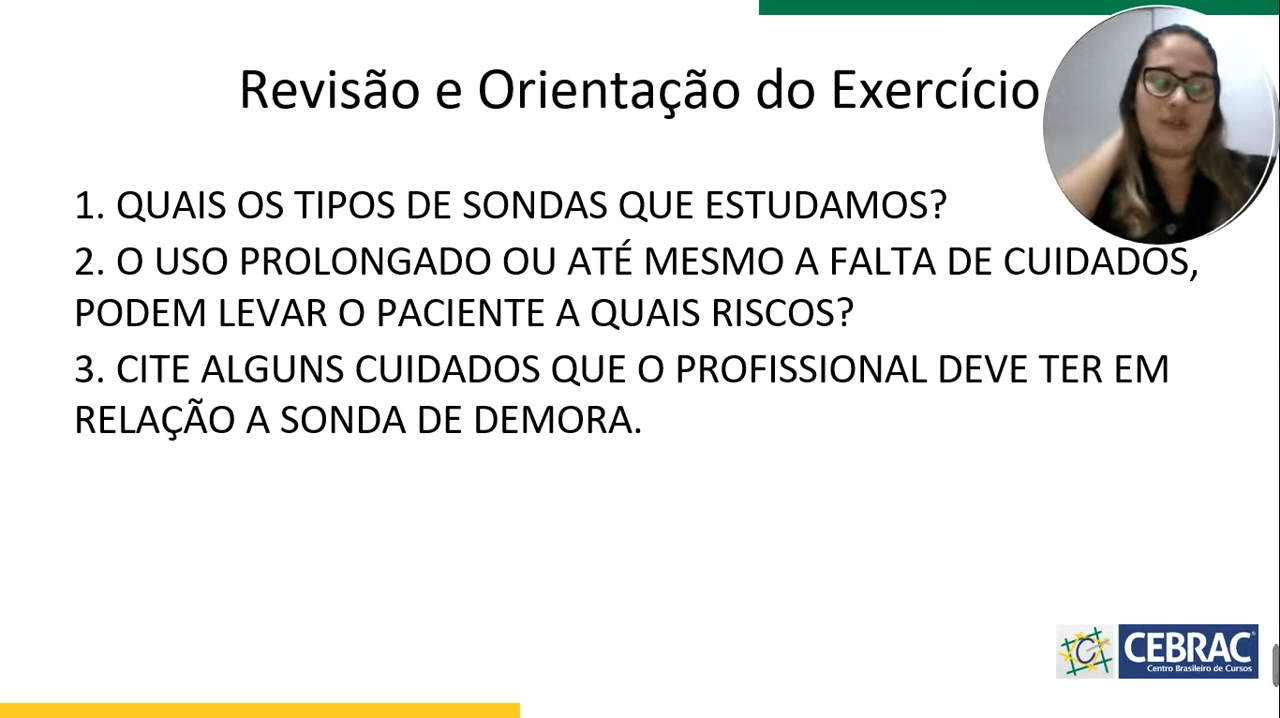 Revisão e Orientação do Exercício
1. QUAIS OS TIPOS DE SONDAS QUE ESTUDAMOS?
2. O USO PROLONGADO OU ATÉ MESMO A FALTA DE CUIDADOS,
PODEM LEVAR O PACIENTE A QUAIS RISCOS?
3. CITE ALGUNS CUIDADOS QUE O PROFISSIONAL DEVE TER EM
RELAÇÃO A SONDA DE DEMORA.
CEBRAC®
Centro Brasileiro de Cursos